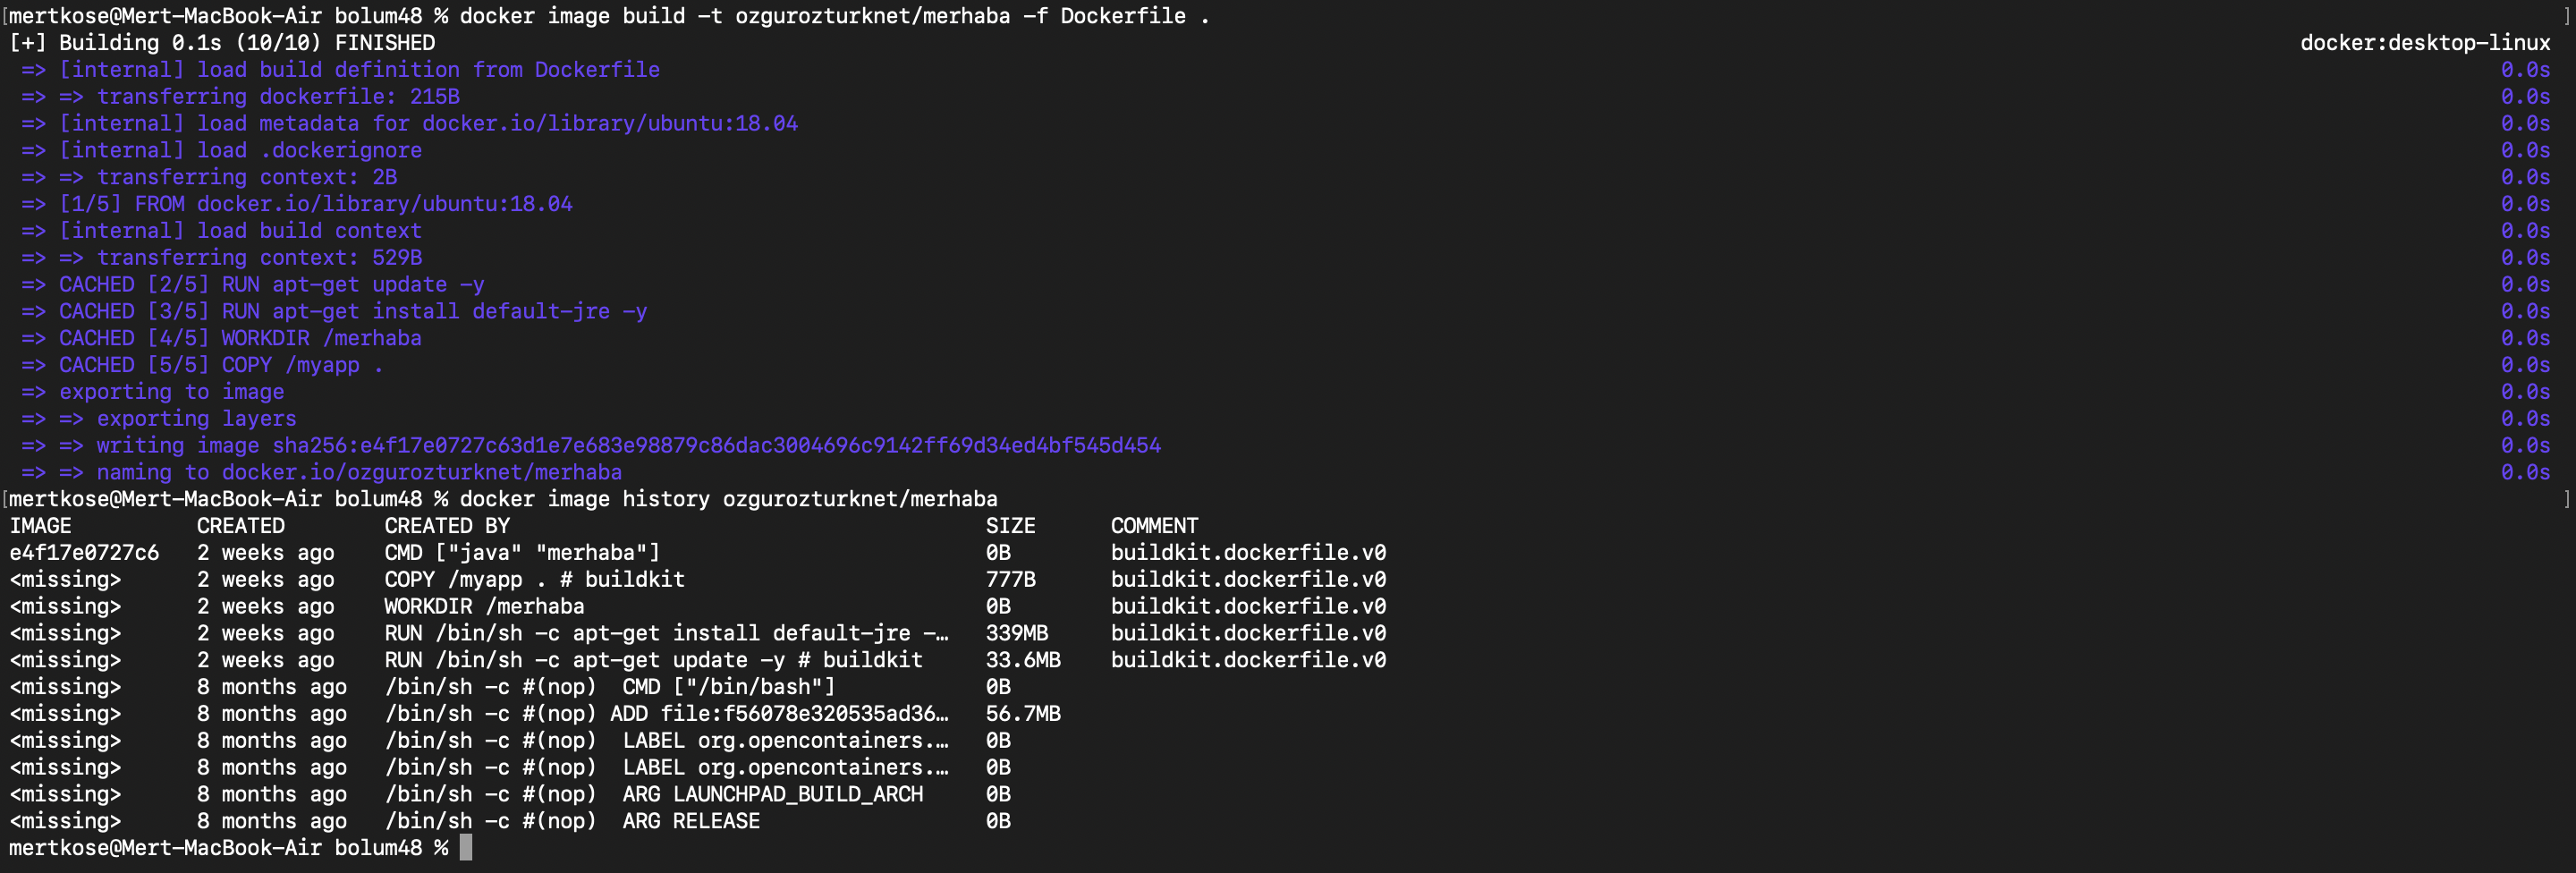 mertkose@Mert-MacBook-Air bolum48 % docker image build -t ozgurozturknet/merhaba -f Dockerfile .
[+] Building 0.1s (10/10) FINISHED docker:desktop-linux
=> [internal] load build definition from Dockerfile 0.0s
=> => transferring dockerfile: 215B 0.0s
=> [internal] load metadata for docker.io/library/ubuntu:18.04 0.0s
=> [internal] load .dockerignore 0.0s
=> => transferring context: 2B 0.0s
=> [1/5] FROM docker.io/library/ubuntu:18.04 0.0s
=> [internal] load build context 0.0s
=> => transferring context: 529B 0.0s
=> CACHED [2/5] RUN apt-get update -y 0.0s
=> CACHED [3/5] RUN apt-get install default-jre -y 0.0s
=> CACHED [4/5] WORKDIR /merhaba 0.0s
=> CACHED [5/5] COPY /myapp . 0.0s
=> exporting to image 0.0s
=> => exporting layers 0.0s
=> => writing image sha256:e4f17e0727c63d1e7e683e98879c86dac3004696c9142ff69d34ed4bf545d454 0.0s
=> => naming to docker.io/ozgurozturknet/merhaba 0.0s
mertkose@Mert-MacBook-Air bolum48 % docker image history ozgurozturknet/merhaba
IMAGE CREATED CREATED BY SIZE COMMENT
e4f17e0727c6 2 weeks ago CMD ["java" "merhaba"] 0B buildkit.dockerfile.v0
<missing> 2 weeks ago COPY /myapp . # buildkit 777B buildkit.dockerfile.v0
<missing> 2 weeks ago WORKDIR /merhaba 0B buildkit.dockerfile.v0
<missing> 2 weeks ago RUN /bin/sh -c apt-get install default-jre -… 339MB buildkit.dockerfile.v0
<missing> 2 weeks ago RUN /bin/sh -c apt-get update -y # buildkit 33.6MB buildkit.dockerfile.v0
<missing> 8 months ago /bin/sh -c #(nop) CMD ["/bin/bash"] 0B
<missing> 8 months ago /bin/sh -c #(nop) ADD file:f56078e320535ad36… 56.7MB
<missing> 8 months ago /bin/sh -c #(nop) LABEL org.opencontainers.… 0B
<missing> 8 months ago /bin/sh -c #(nop) LABEL org.opencontainers.… 0B
<missing> 8 months ago /bin/sh -c #(nop) ARG LAUNCHPAD_BUILD_ARCH 0B
<missing> 8 months ago /bin/sh -c #(nop) ARG RELEASE 0B
mertkose@Mert-MacBook-Air bolum48 %